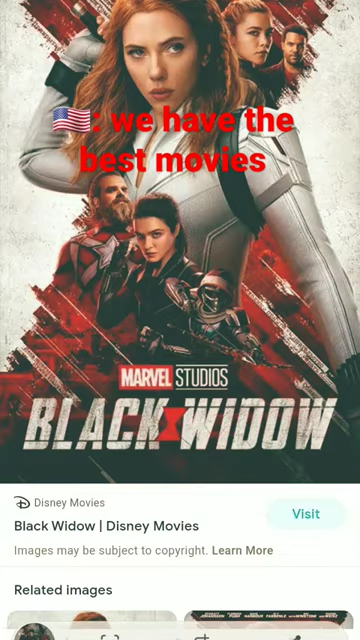 🇺🇸: we have the
best movies
MARVEL STUDIOS
BLACK WIDOW
Disney Movies
Visit
Black Widow | Disney Movies
Images may be subject to copyright. Learn More
Related images